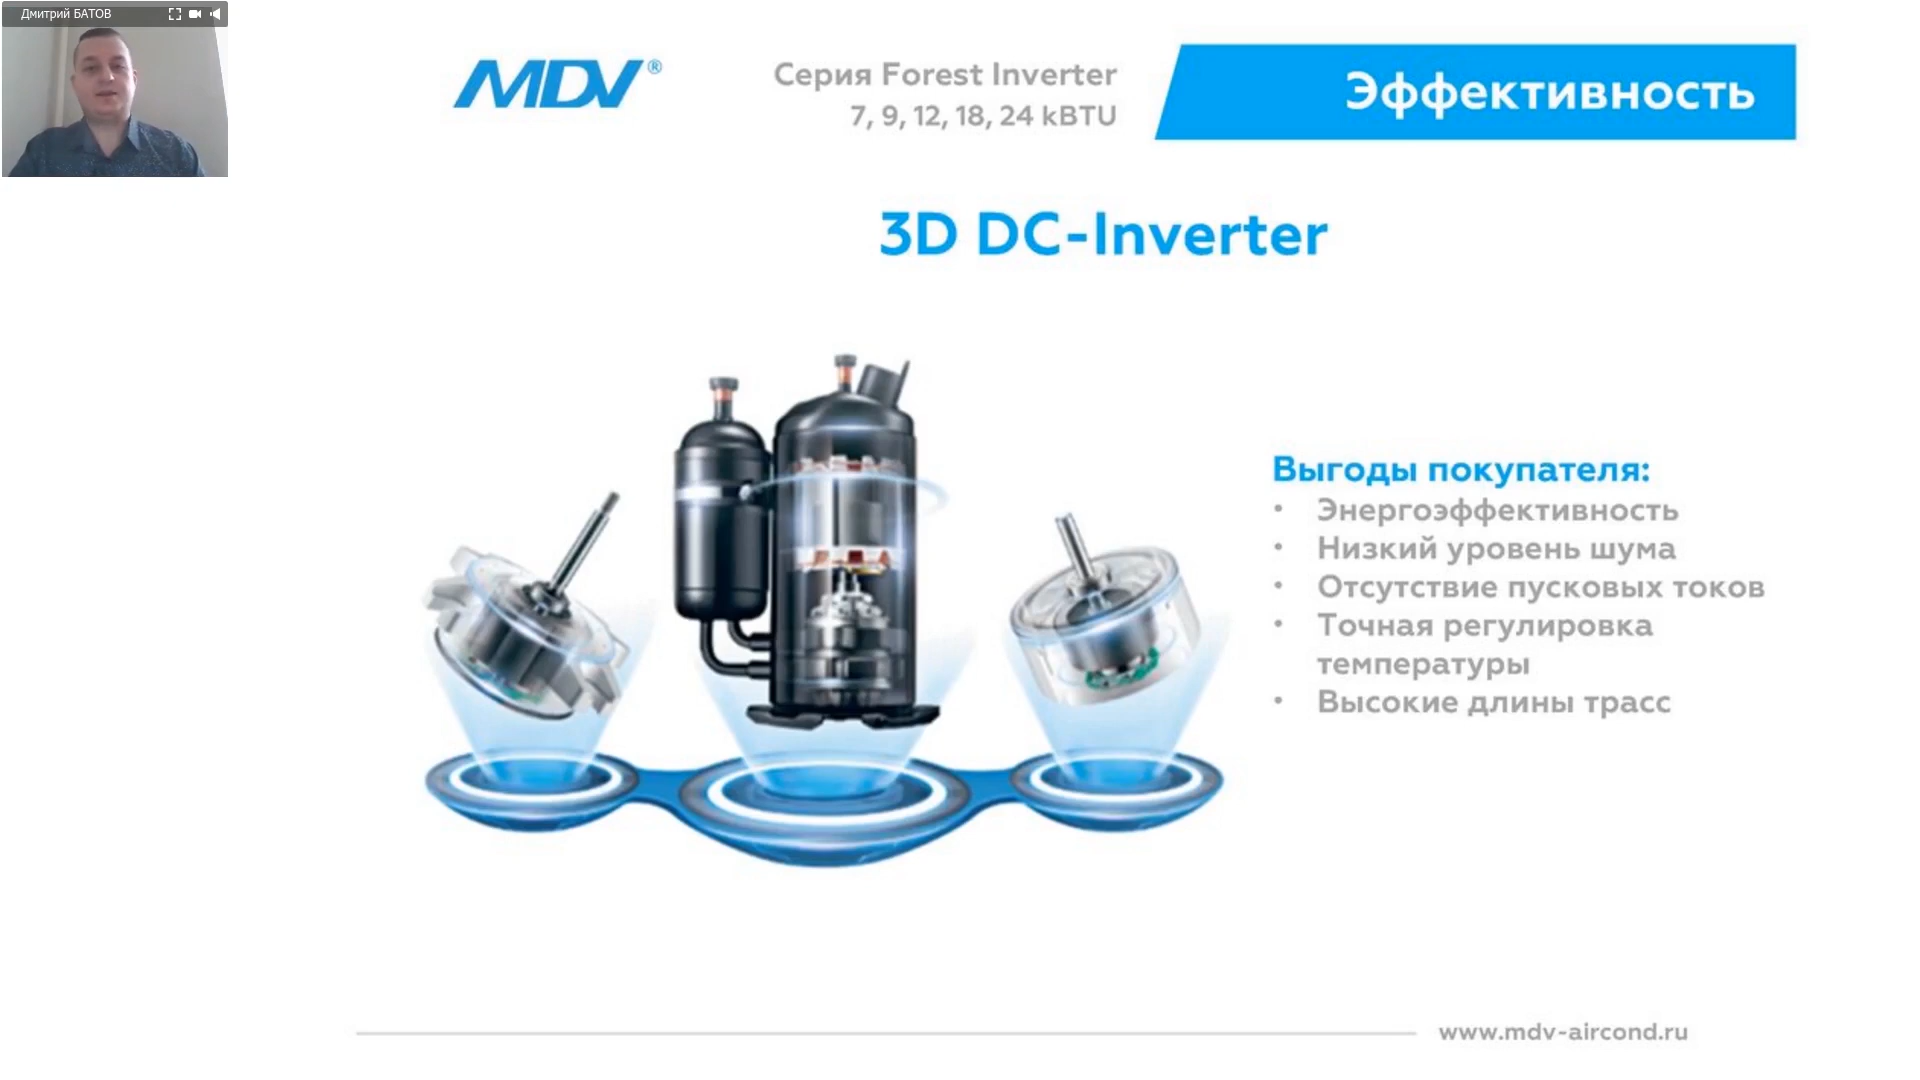 Дмитрий БАТОВ
MDV®
Серия Forest Inverter
7, 9, 12, 18, 24 kBTU
Эффективность
3D DC-Inverter
Выгоды покупателя:
• Энергоэффективность
• Низкий уровень шума
• Отсутствие пусковых токов
• Точная регулировка
температуры
• Высокие длины трасс
www.mdv-aircond.ru